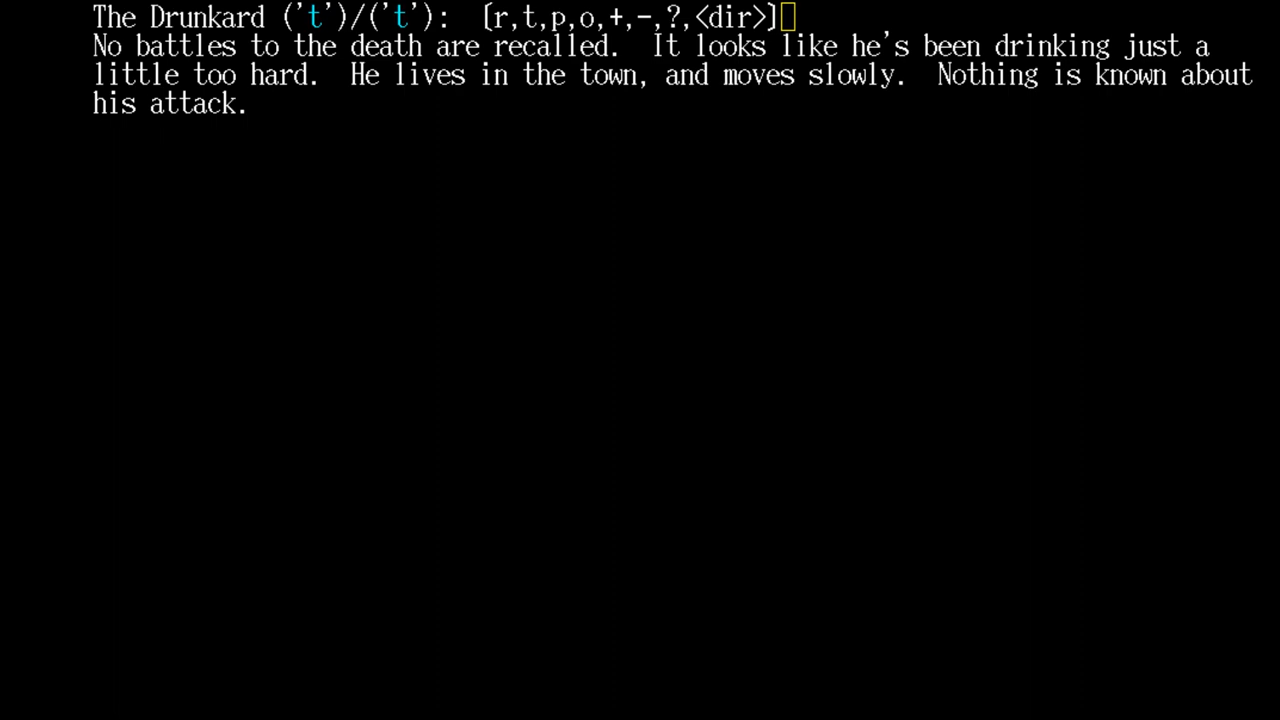 The Drunkard ('t')/('t'):  [r,t,p,o,+,-,?,<dir>]
No battles to the death are recalled.  It looks like he's been drinking just a
little too hard.  He lives in the town, and moves slowly.  Nothing is known about
his attack.